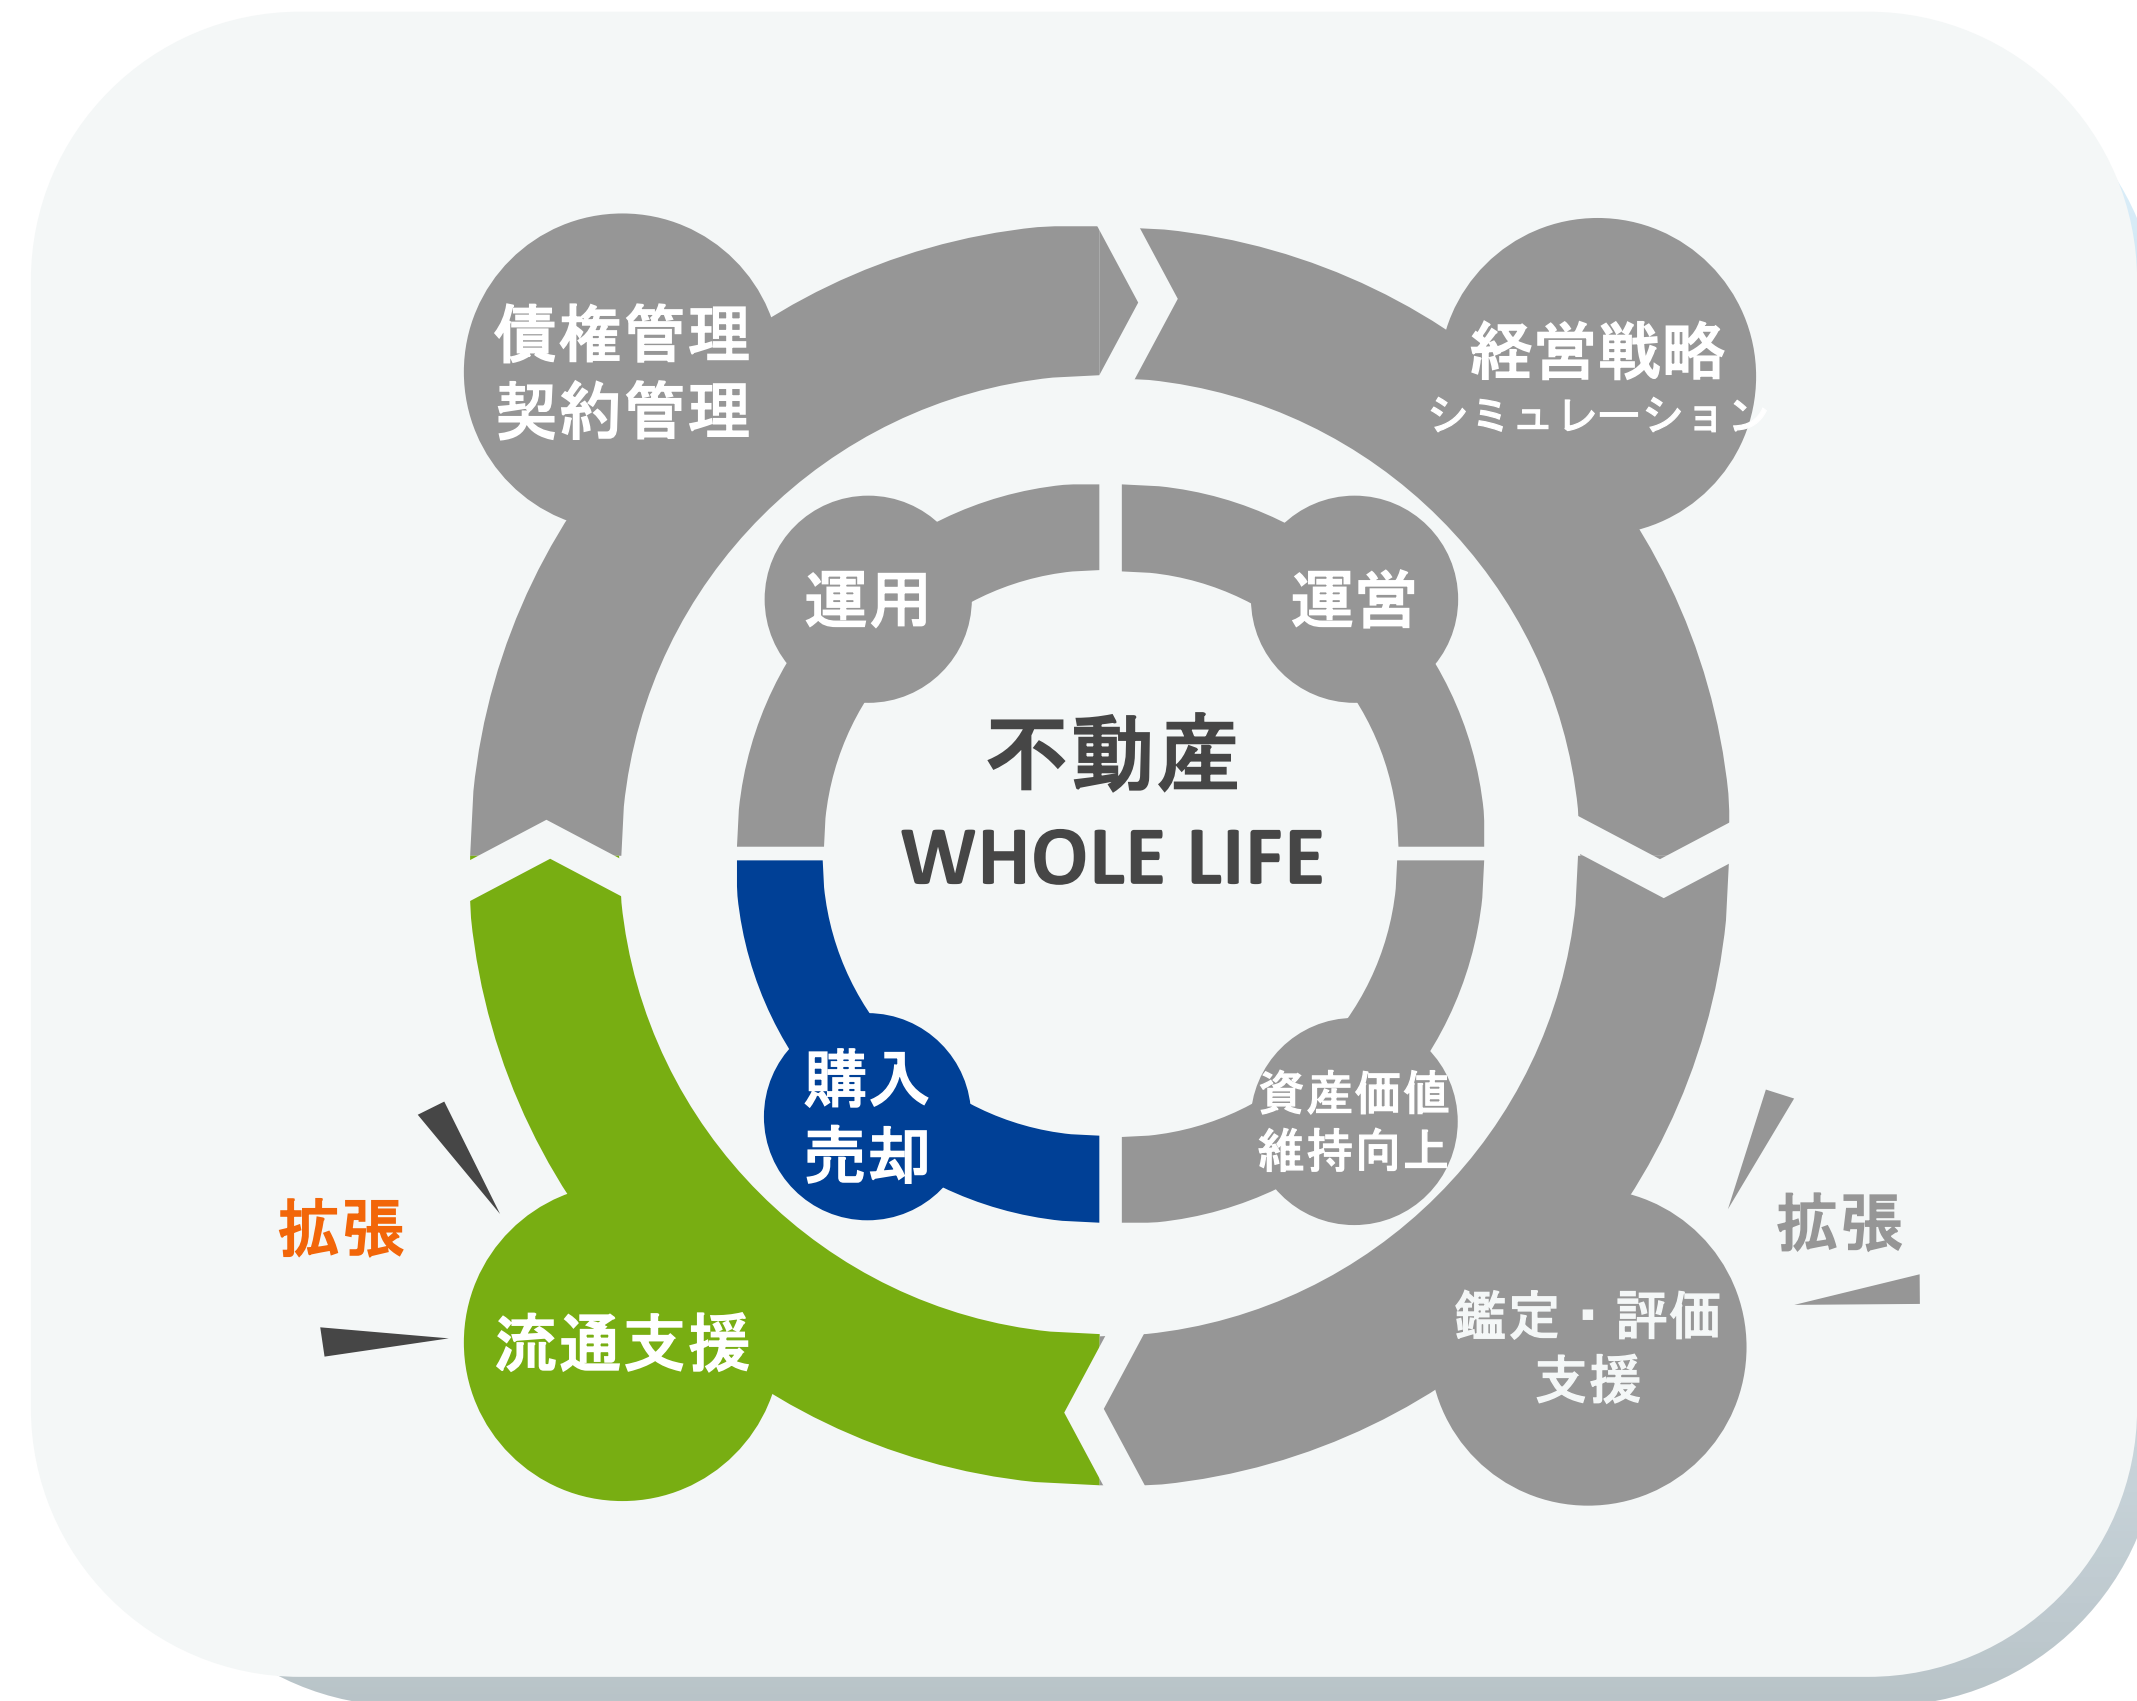 債権管理
契約管理
経営戦略
シミュレーション
運用
運営
不動産
WHOLE LIFE
購入
売却
資産価値
維持向上
拡張
流通支援
拡張
鑑定・評価
支援